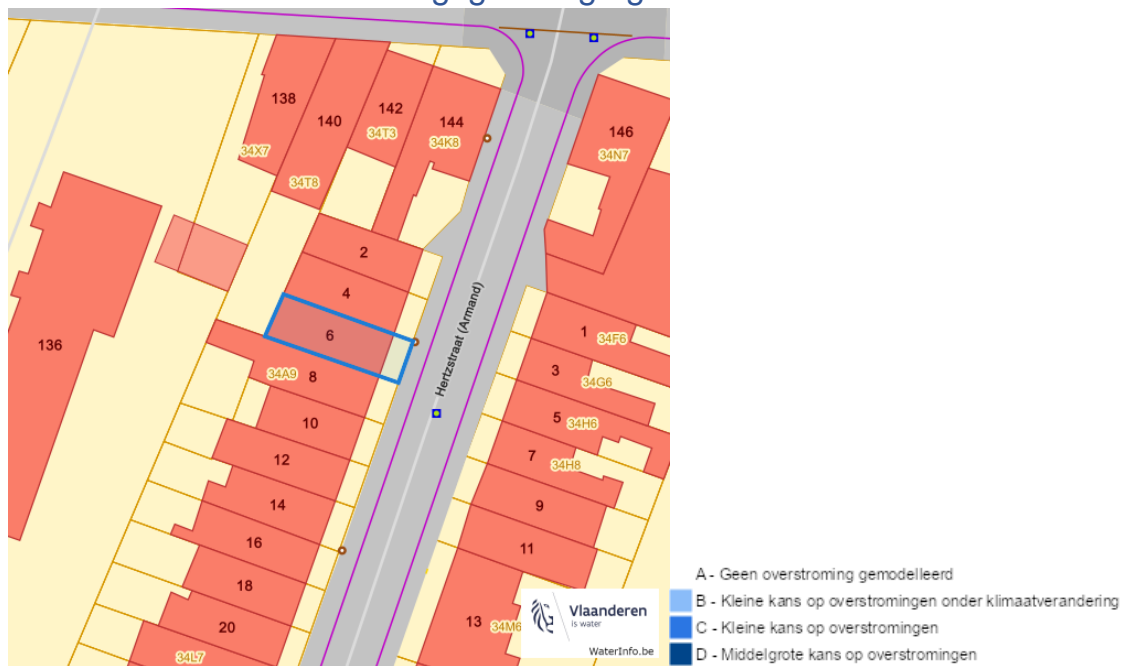 138
140
142
144
146
34X7
34T3
34K8
34N7
34T8
2
4
6
8
10
12
14
16
18
20
136
34A9
34L7
Hertzstraat (Armand)
1
34F6
3
34G6
5
34H6
7
34H8
9
11
13
34M6
Vlaanderen
is water
WaterInfo.be
A - Geen overstroming gemodelleerd
B - Kleine kans op overstromingen onder klimaatverandering
C - Kleine kans op overstromingen
D - Middelgrote kans op overstromingen